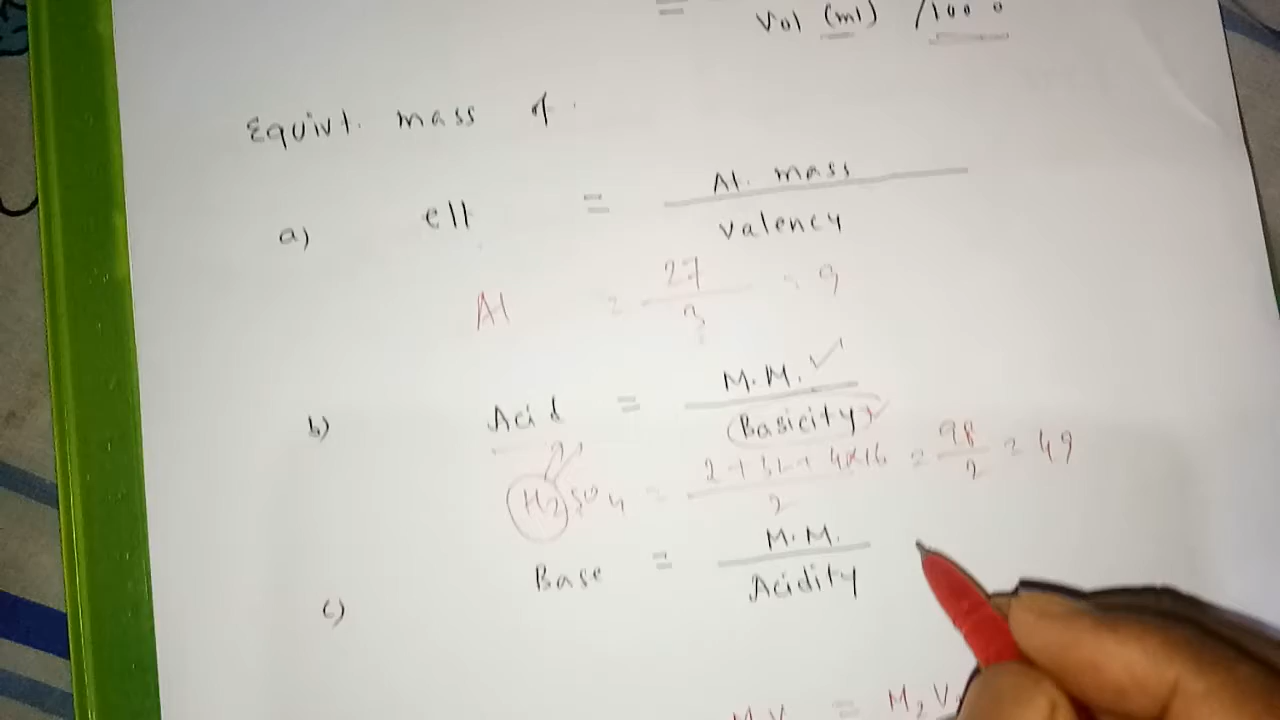 = Vol (ml) /1000
Equivt. mass of
a) ell = At. mass / valency
Al = 27 / 3 = 9
b) Acid = M.M. / (Basicity)
H2SO4 = 2 + 32 + 4x16 / 2 = 98 / 2 = 49
c) Base = M.M. / Acidity
= M2V